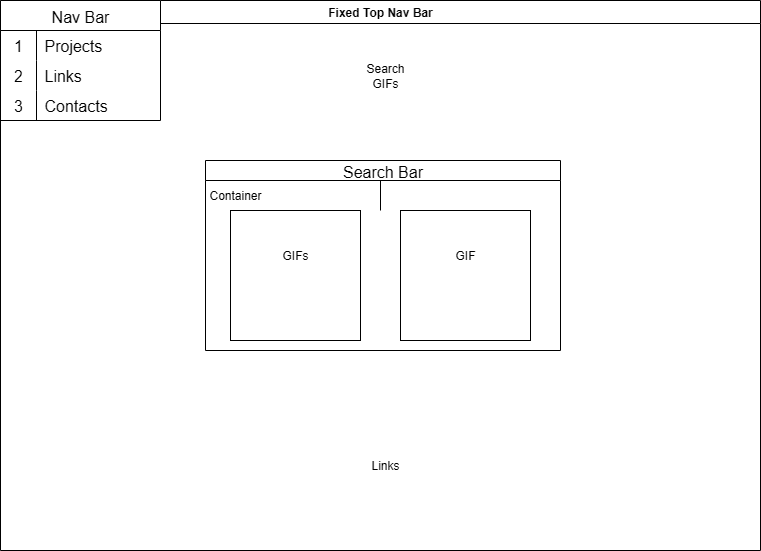 Nav Bar
Fixed Top Nav Bar
1 Projects
2 Links
3 Contacts
Search
GIFs
Search Bar
Container
GIFs
GIF
Links